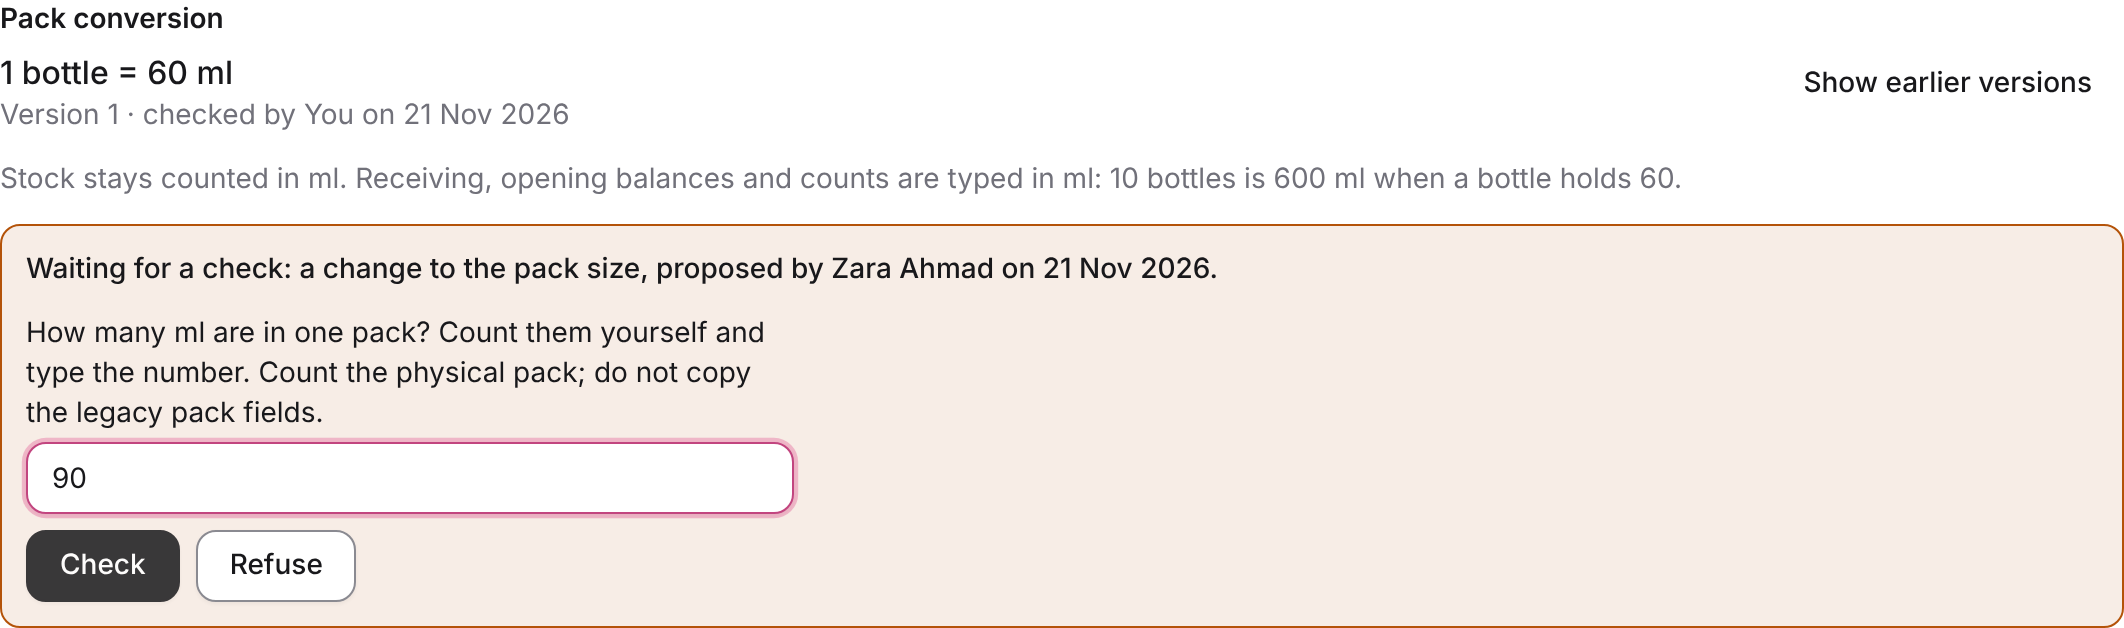 Pack conversion
1 bottle = 60 ml
Version 1 · checked by You on 21 Nov 2026
Show earlier versions
Stock stays counted in ml. Receiving, opening balances and counts are typed in ml: 10 bottles is 600 ml when a bottle holds 60.
Waiting for a check: a change to the pack size, proposed by Zara Ahmad on 21 Nov 2026.
How many ml are in one pack? Count them yourself and
type the number. Count the physical pack; do not copy
the legacy pack fields.
90
Check
Refuse